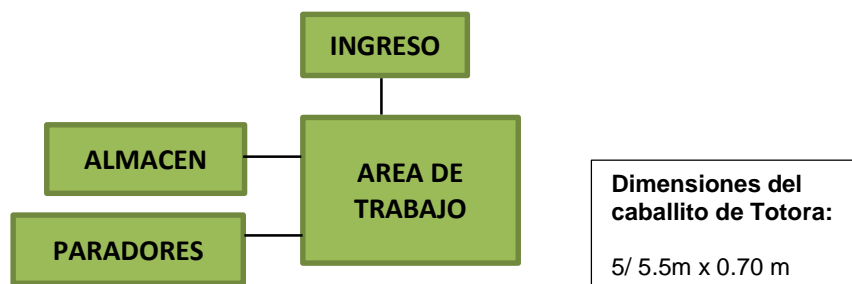 INGRESO
ALMACEN
AREA DE
TRABAJO
PARADORES
Dimensiones del
caballito de Totora:
5/ 5.5m x 0.70 m